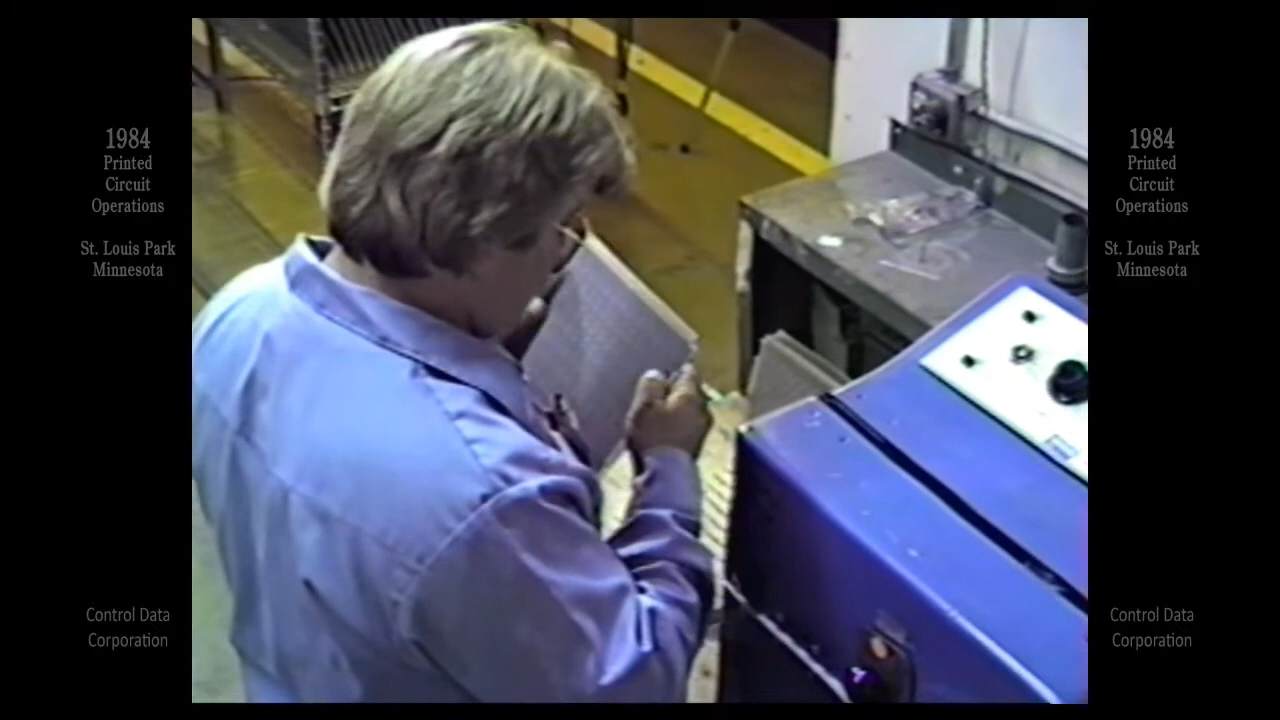 1984
Printed
Circuit
Operations
St. Louis Park
Minnesota
Control Data
Corporation
1984
Printed
Circuit
Operations
St. Louis Park
Minnesota
Control Data
Corporation